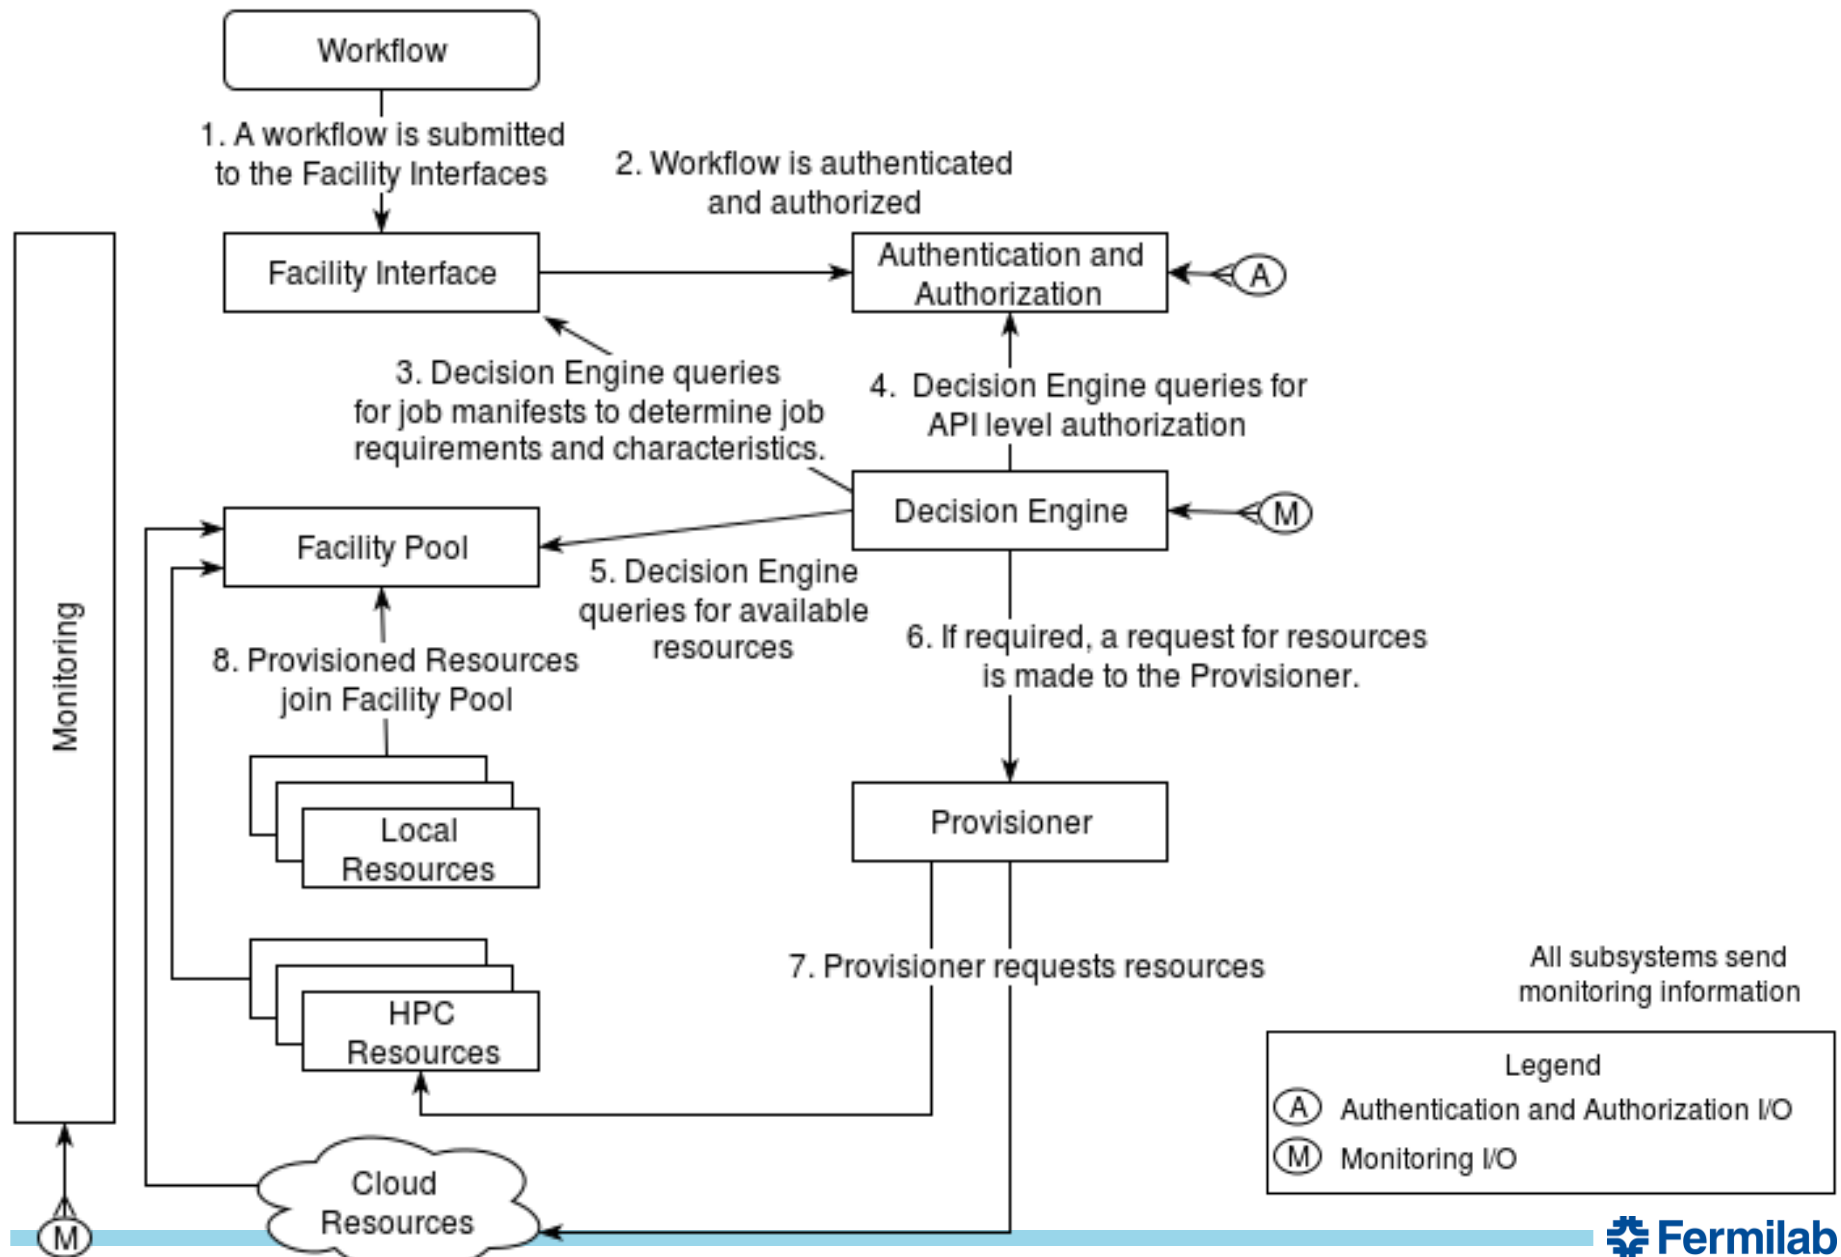 Workflow
1. A workflow is submitted
to the Facility Interfaces
2. Workflow is authenticated
and authorized
Facility Interface
Authentication and
Authorization
A
3. Decision Engine queries
for job manifests to determine job
requirements and characteristics.
4. Decision Engine queries for
API level authorization
Decision Engine
M
Facility Pool
5. Decision Engine
queries for available
resources
6. If required, a request for resources
is made to the Provisioner.
Monitoring
8. Provisioned Resources
join Facility Pool
Local
Resources
Provisioner
7. Provisioner requests resources
HPC
Resources
All subsystems send
monitoring information
Legend
A Authentication and Authorization I/O
M Monitoring I/O
Cloud
Resources
M
Fermilab